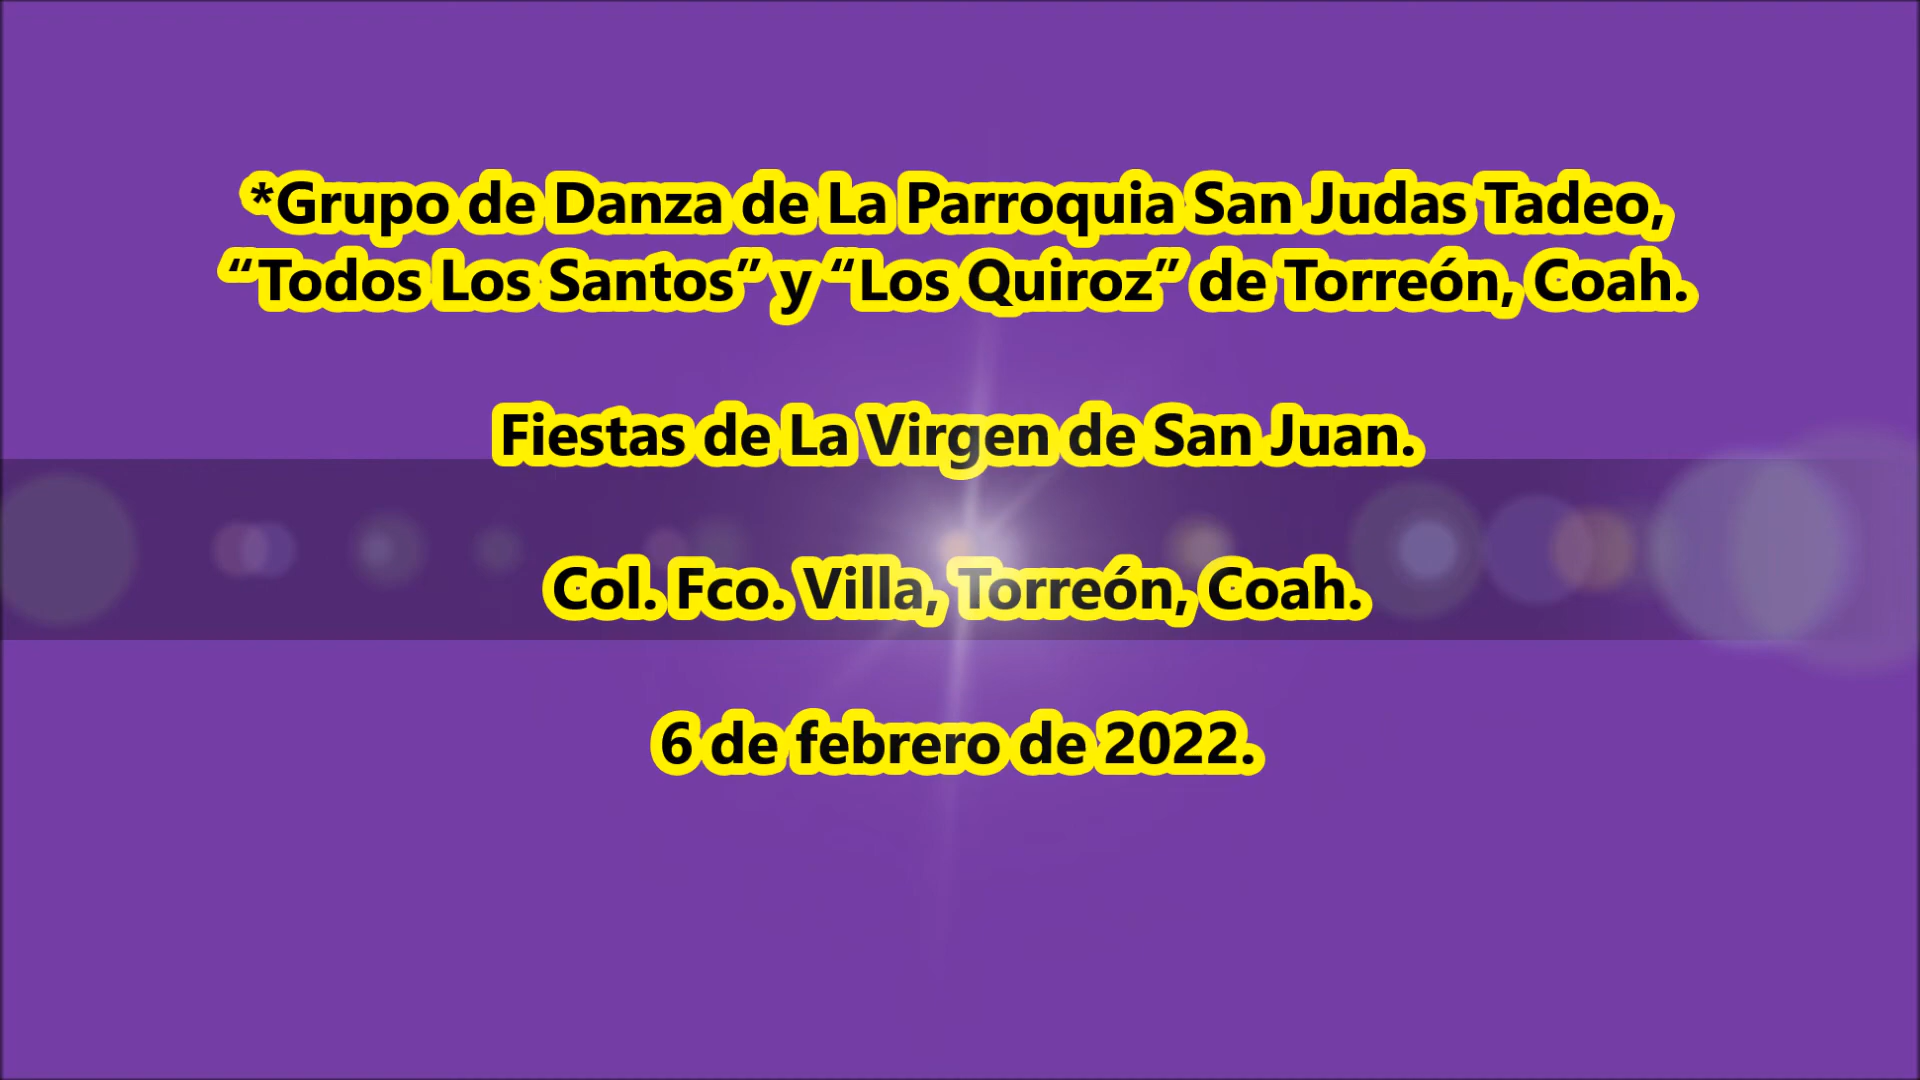 *Grupo de Danza de La Parroquia San Judas Tadeo,
“Todos Los Santos” y “Los Quiroz” de Torreón, Coah.
Fiestas de La Virgen de San Juan.
Col. Fco. Villa, Torreón, Coah.
6 de febrero de 2022.